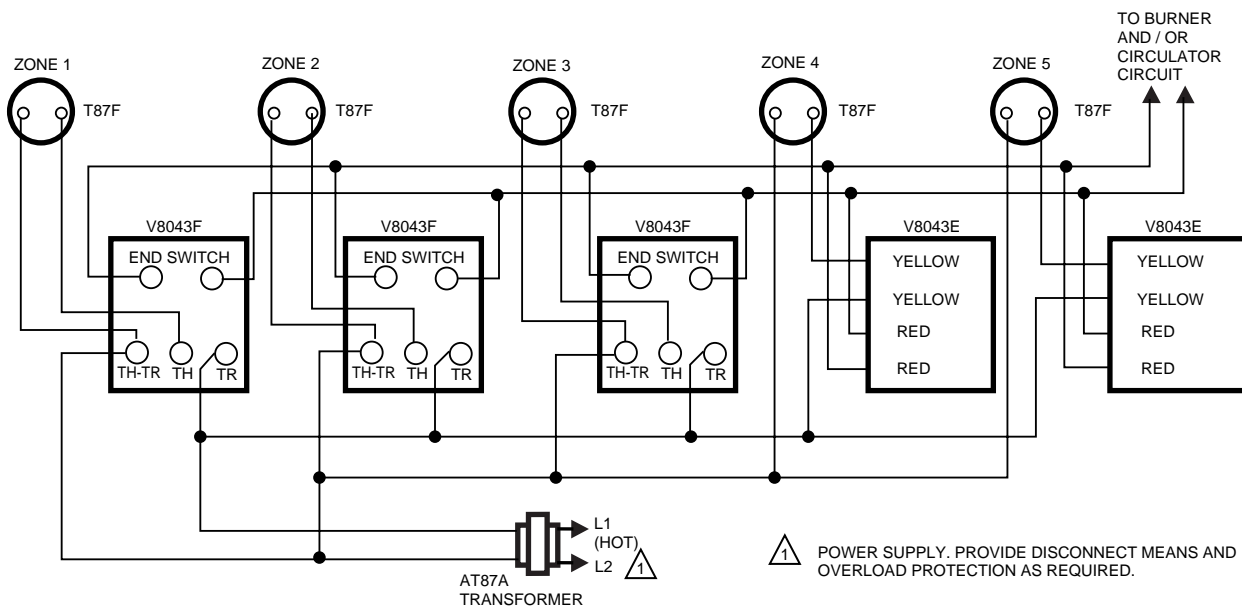 TO BURNER
AND / OR
CIRCULATOR
CIRCUIT
ZONE 1
ZONE 2
ZONE 3
ZONE 4
ZONE 5
T87F
T87F
T87F
T87F
T87F
V8043F
V8043F
V8043F
V8043E
V8043E
END SWITCH
END SWITCH
END SWITCH
YELLOW
YELLOW
YELLOW
YELLOW
RED
RED
RED
RED
TH-TR
TH
TR
TH-TR
TH
TR
TH-TR
TH
TR
L1
(HOT)
L2
1
AT87A
TRANSFORMER
1
POWER SUPPLY. PROVIDE DISCONNECT MEANS AND
OVERLOAD PROTECTION AS REQUIRED.